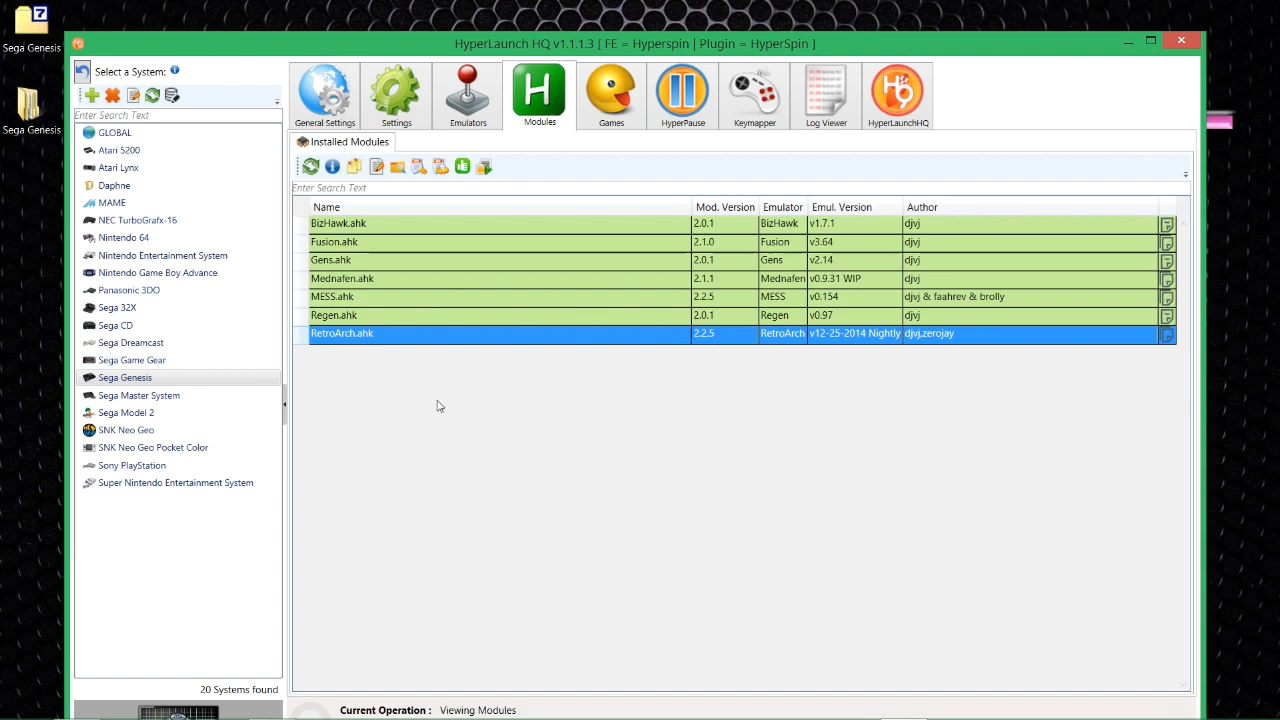 7
Sega Genesis
Sega Genesis
HyperLaunch HQ v1.1.1.3 [ FE = Hyperspin | Plugin = HyperSpin ]
Select a System:
Enter Search Text
GLOBAL
Atari 5200
Atari Lynx
Daphne
MAME
NEC TurboGrafx-16
Nintendo 64
Nintendo Entertainment System
Nintendo Game Boy Advance
Panasonic 3DO
Sega 32X
Sega CD
Sega Dreamcast
Sega Game Gear
Sega Genesis
Sega Master System
Sega Model 2
SNK Neo Geo
SNK Neo Geo Pocket Color
Sony PlayStation
Super Nintendo Entertainment System
20 Systems found
General Settings
Settings
Emulators
H
Modules
Games
HyperPause
Keymapper
Log Viewer
HQ
HyperLaunchHQ
Installed Modules
Enter Search Text
Name Mod. Version Emulator Emul. Version Author
BizHawk.ahk 2.0.1 BizHawk v1.7.1 djvj
Fusion.ahk 2.1.0 Fusion v3.64 djvj
Gens.ahk 2.0.1 Gens v2.14 djvj
Mednafen.ahk 2.1.1 Mednafen v0.9.31 WIP djvj
MESS.ahk 2.2.5 MESS v0.154 djvj & faahrev & brolly
Regen.ahk 2.0.1 Regen v0.97 djvj
RetroArch.ahk 2.2.5 RetroArch v12-25-2014 Nightly djvj,zerojay
Current Operation : Viewing Modules